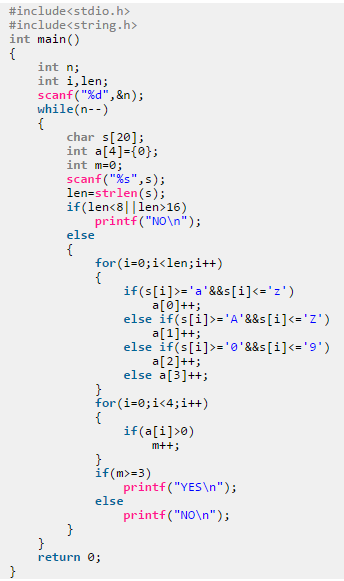 #include<stdio.h>
#include<string.h>
int main()
{
    int n;
    int i,len;
    scanf("%d",&n);
    while(n--)
    {
        char s[20];
        int a[4]={0};
        int m=0;
        scanf("%s",s);
        len=strlen(s);
        if(len<8||len>16)
            printf("NO\n");
        else
        {
            for(i=0;i<len;i++)
            {
                if(s[i]>='a'&&s[i]<='z')
                    a[0]++;
                else if(s[i]>='A'&&s[i]<='Z')
                    a[1]++;
                else if(s[i]>='0'&&s[i]<='9')
                    a[2]++;
                else a[3]++;
            }
            for(i=0;i<4;i++)
            {
                if(a[i]>0)
                    m++;
            }
            if(m>=3)
                printf("YES\n");
            else
                printf("NO\n");
        }
    }
    return 0;
}